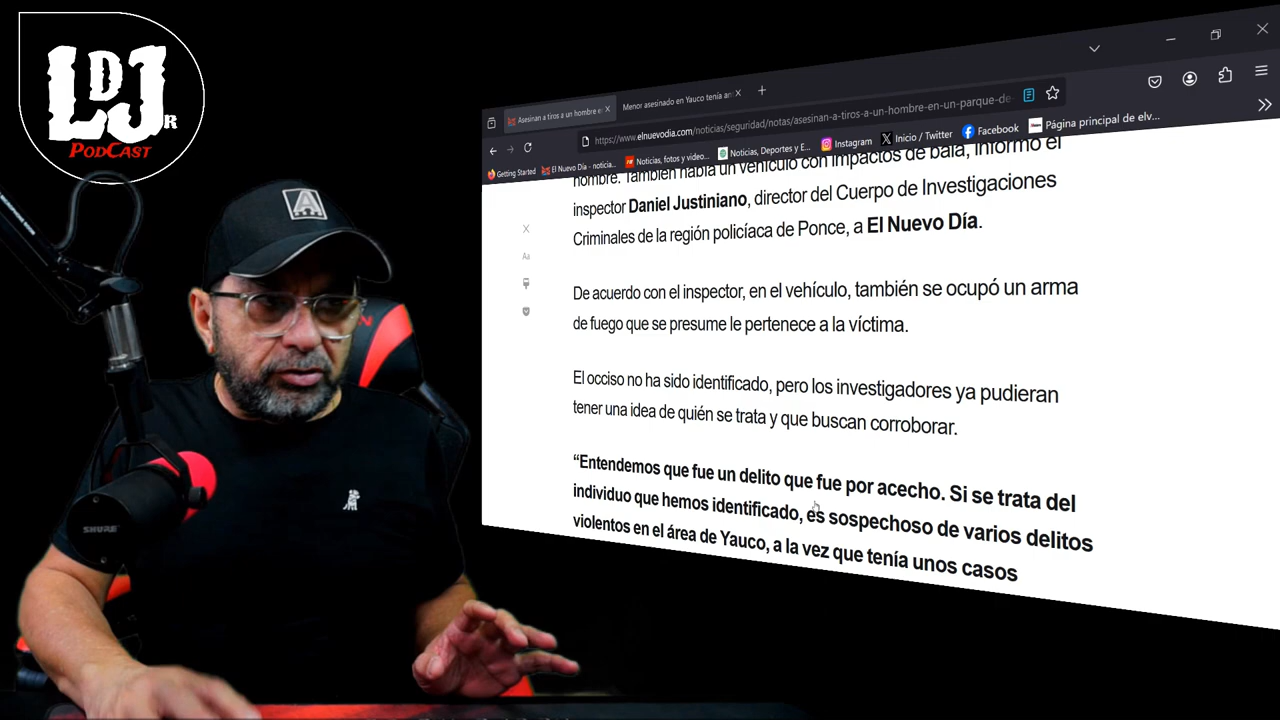 LDJR
PODCAST
Asesinan a tiros a un hombre e
Menor asesinado en Yauco tenía an
https://www.elnuevodia.com/noticias/seguridad/notas/asesinan-a-tiros-a-un-hombre-en-un-parque-de-
Getting Started
El Nuevo Día - noticia...
Noticias, fotos y video...
Noticias, Deportes y E...
Instagram
Inicio / Twitter
Facebook
Página principal de elv...
hombre. También había un vehículo con impactos de bala, informó el
inspector Daniel Justiniano, director del Cuerpo de Investigaciones
Criminales de la región policíaca de Ponce, a El Nuevo Día.
De acuerdo con el inspector, en el vehículo, también se ocupó un arma
de fuego que se presume le pertenece a la víctima.
El occiso no ha sido identificado, pero los investigadores ya pudieran
tener una idea de quién se trata y que buscan corroborar.
“Entendemos que fue un delito que fue por acecho. Si se trata del
individuo que hemos identificado, es sospechoso de varios delitos
violentos en el área de Yauco, a la vez que tenía unos casos
Aa
A
SHURE